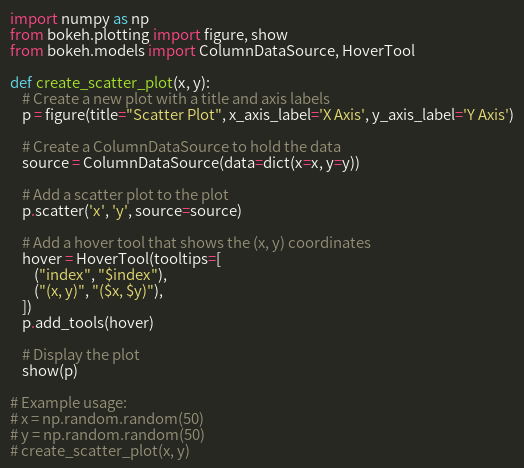 import numpy as np
from bokeh.plotting import figure, show
from bokeh.models import ColumnDataSource, HoverTool

def create_scatter_plot(x, y):
    # Create a new plot with a title and axis labels
    p = figure(title="Scatter Plot", x_axis_label='X Axis', y_axis_label='Y Axis')

    # Create a ColumnDataSource to hold the data
    source = ColumnDataSource(data=dict(x=x, y=y))

    # Add a scatter plot to the plot
    p.scatter('x', 'y', source=source)

    # Add a hover tool that shows the (x, y) coordinates
    hover = HoverTool(tooltips=[
        ("index", "$index"),
        ("(x, y)", "($x, $y)"),
    ])
    p.add_tools(hover)

    # Display the plot
    show(p)

# Example usage:
# x = np.random.random(50)
# y = np.random.random(50)
# create_scatter_plot(x, y)